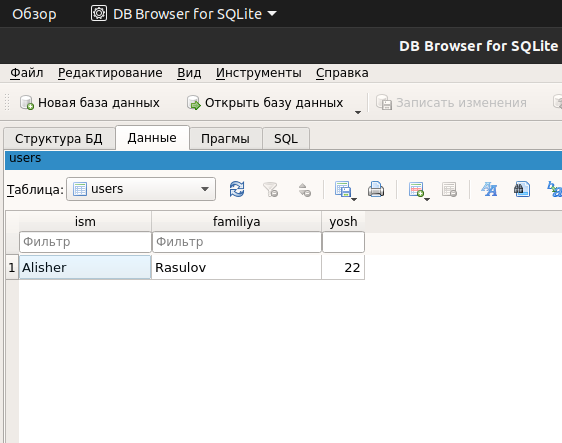 Обзор DB Browser for SQLite
DB Browser for SQLite
Файл Редактирование Вид Инструменты Справка
Новая база данных Открыть базу данных Записать изменения
Структура БД Данные Прагмы SQL
users
Таблица: users
ism familiya yosh
Фильтр Фильтр
1 Alisher Rasulov 22